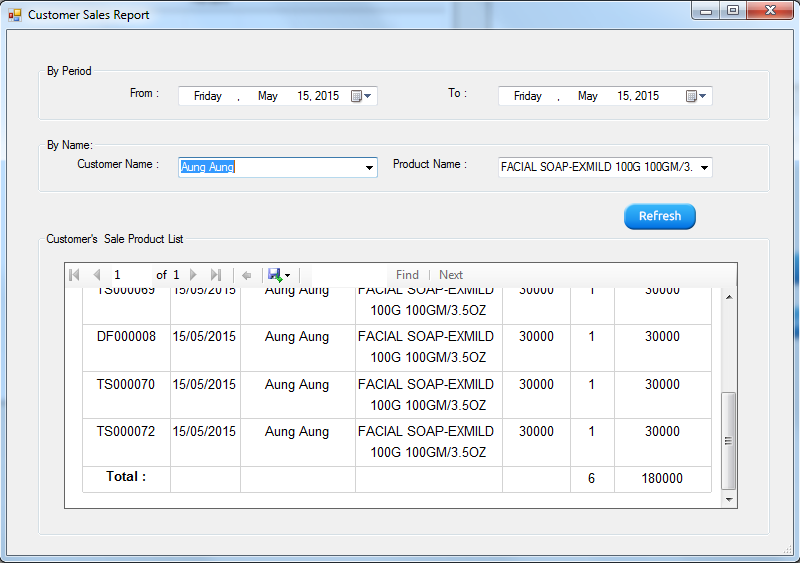 Customer Sales Report
By Period
From : Friday , May 15, 2015 To : Friday , May 15, 2015
By Name:
Customer Name : Aung Aung Product Name : FACIAL SOAP-EXMILD 100G 100GM/3.
Refresh
Customer's Sale Product List
1 of 1 Find Next
TS000069 15/05/2015 Aung Aung FACIAL SOAP-EXMILD 30000 1 30000
100G 100GM/3.5OZ
DF000008 15/05/2015 Aung Aung FACIAL SOAP-EXMILD 30000 1 30000
100G 100GM/3.5OZ
TS000070 15/05/2015 Aung Aung FACIAL SOAP-EXMILD 30000 1 30000
100G 100GM/3.5OZ
TS000072 15/05/2015 Aung Aung FACIAL SOAP-EXMILD 30000 1 30000
100G 100GM/3.5OZ
Total : 6 180000